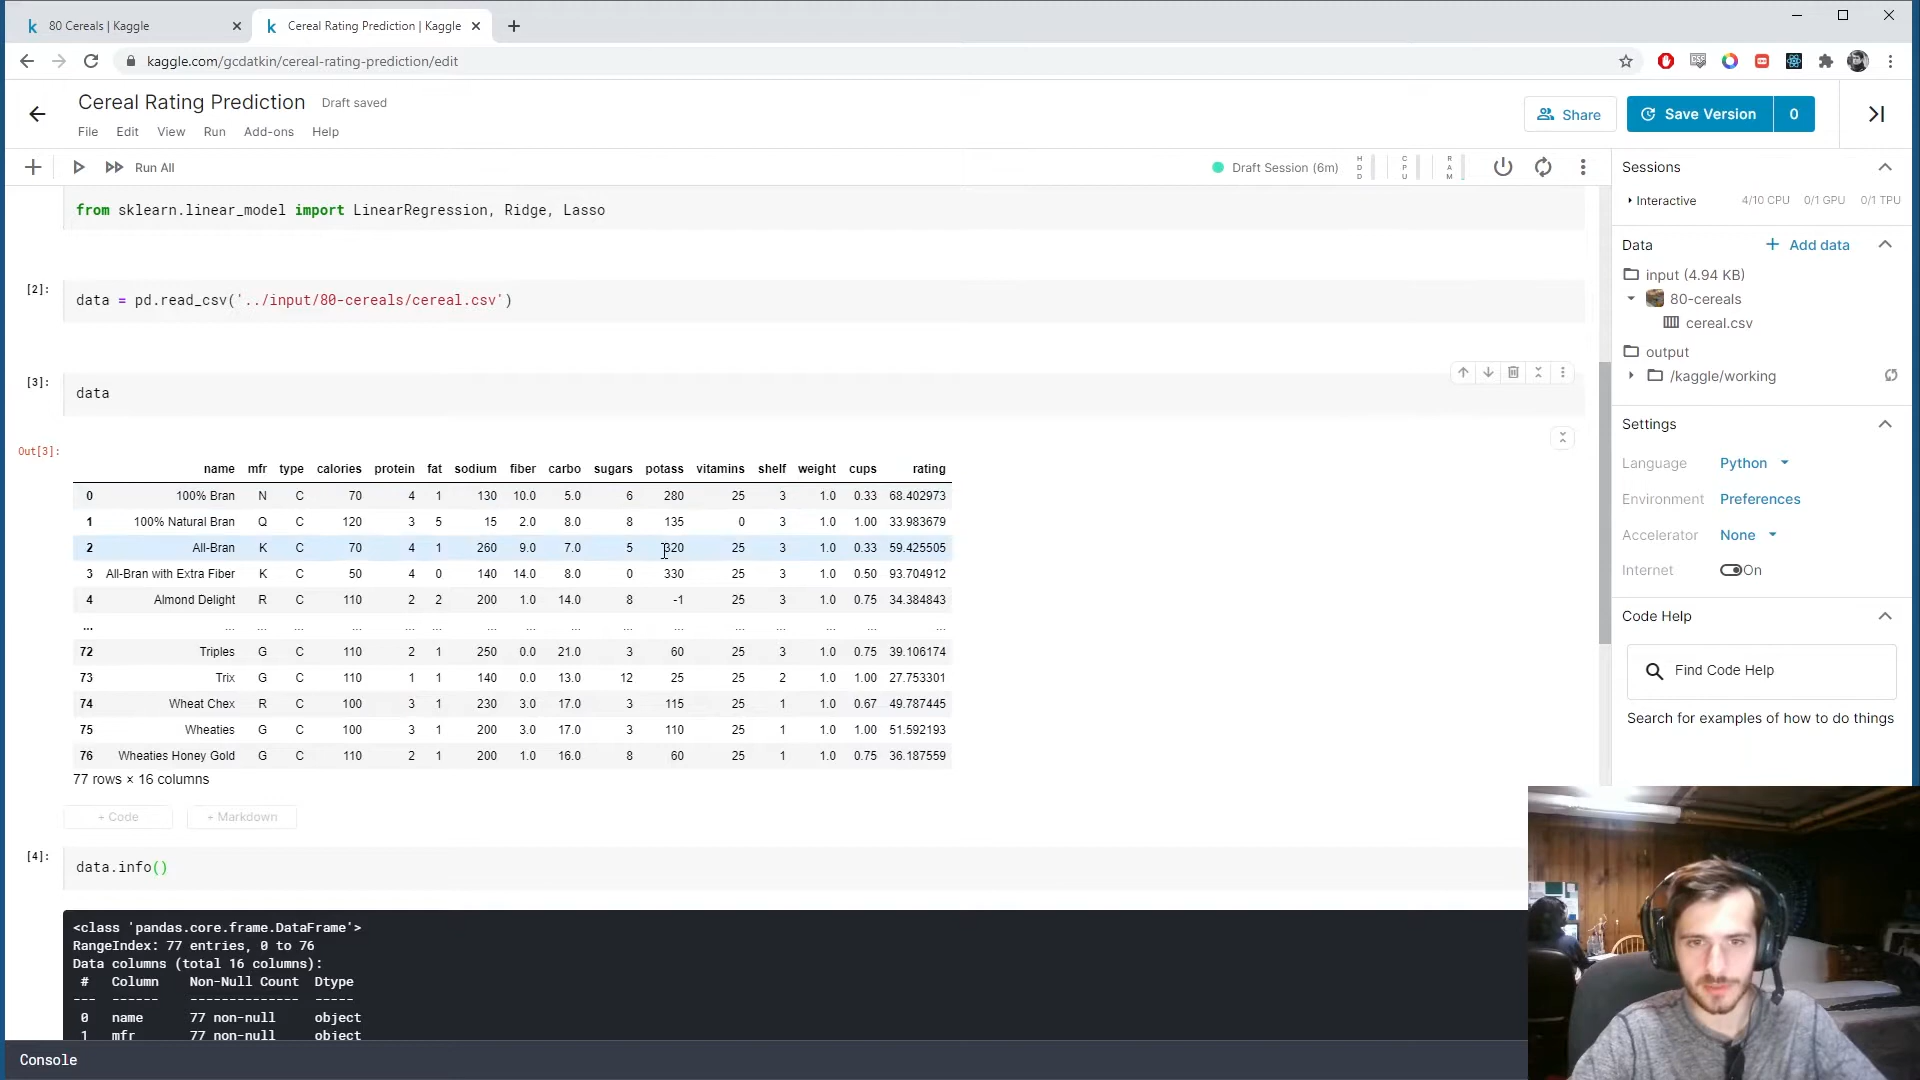 80 Cereals | Kaggle
Cereal Rating Prediction | Kaggle
kaggle.com/gcdatkin/cereal-rating-prediction/edit
Cereal Rating Prediction Draft saved
File Edit View Run Add-ons Help
Share
Save Version 0
Run All
Draft Session (6m) HDD CPU RAM
from sklearn.linear_model import LinearRegression, Ridge, Lasso
[2]: data = pd.read_csv('../input/80-cereals/cereal.csv')
[3]: data
Out[3]:
name mfr type calories protein fat sodium fiber carbo sugars potass vitamins shelf weight cups rating
0 100% Bran N C 70 4 1 130 10.0 5.0 6 280 25 3 1.0 0.33 68.402973
1 100% Natural Bran Q C 120 3 5 15 2.0 8.0 8 135 0 3 1.0 1.00 33.983679
2 All-Bran K C 70 4 1 260 9.0 7.0 5 320 25 3 1.0 0.33 59.425505
3 All-Bran with Extra Fiber K C 50 4 0 140 14.0 8.0 0 330 25 3 1.0 0.50 93.704912
4 Almond Delight R C 110 2 2 200 1.0 14.0 8 -1 25 3 1.0 0.75 34.384843
... ... ... ... ... ... ... ... ... ... ... ... ... ... ... ... ...
72 Triples G C 110 2 1 250 0.0 21.0 3 60 25 3 1.0 0.75 39.106174
73 Trix G C 110 1 1 140 0.0 13.0 12 25 25 2 1.0 1.00 27.753301
74 Wheat Chex R C 100 3 1 230 3.0 17.0 3 115 25 1 1.0 0.67 49.787445
75 Wheaties G C 100 3 1 200 3.0 17.0 3 110 25 1 1.0 1.00 51.592193
76 Wheaties Honey Gold G C 110 2 1 200 1.0 16.0 8 60 25 1 1.0 0.75 36.187559
77 rows × 16 columns
+ Code + Markdown
[4]: data.info()
<class 'pandas.core.frame.DataFrame'>
RangeIndex: 77 entries, 0 to 76
Data columns (total 16 columns):
# Column Non-Null Count Dtype
--- ------ -------------- -----
0 name 77 non-null object
1 mfr 77 non-null object
Console
Sessions
Interactive 4/10 CPU 0/1 GPU 0/1 TPU
Data + Add data
input (4.94 KB)
80-cereals
cereal.csv
output
/kaggle/working
Settings
Language Python
Environment Preferences
Accelerator None
Internet On
Code Help
Find Code Help
Search for examples of how to do things